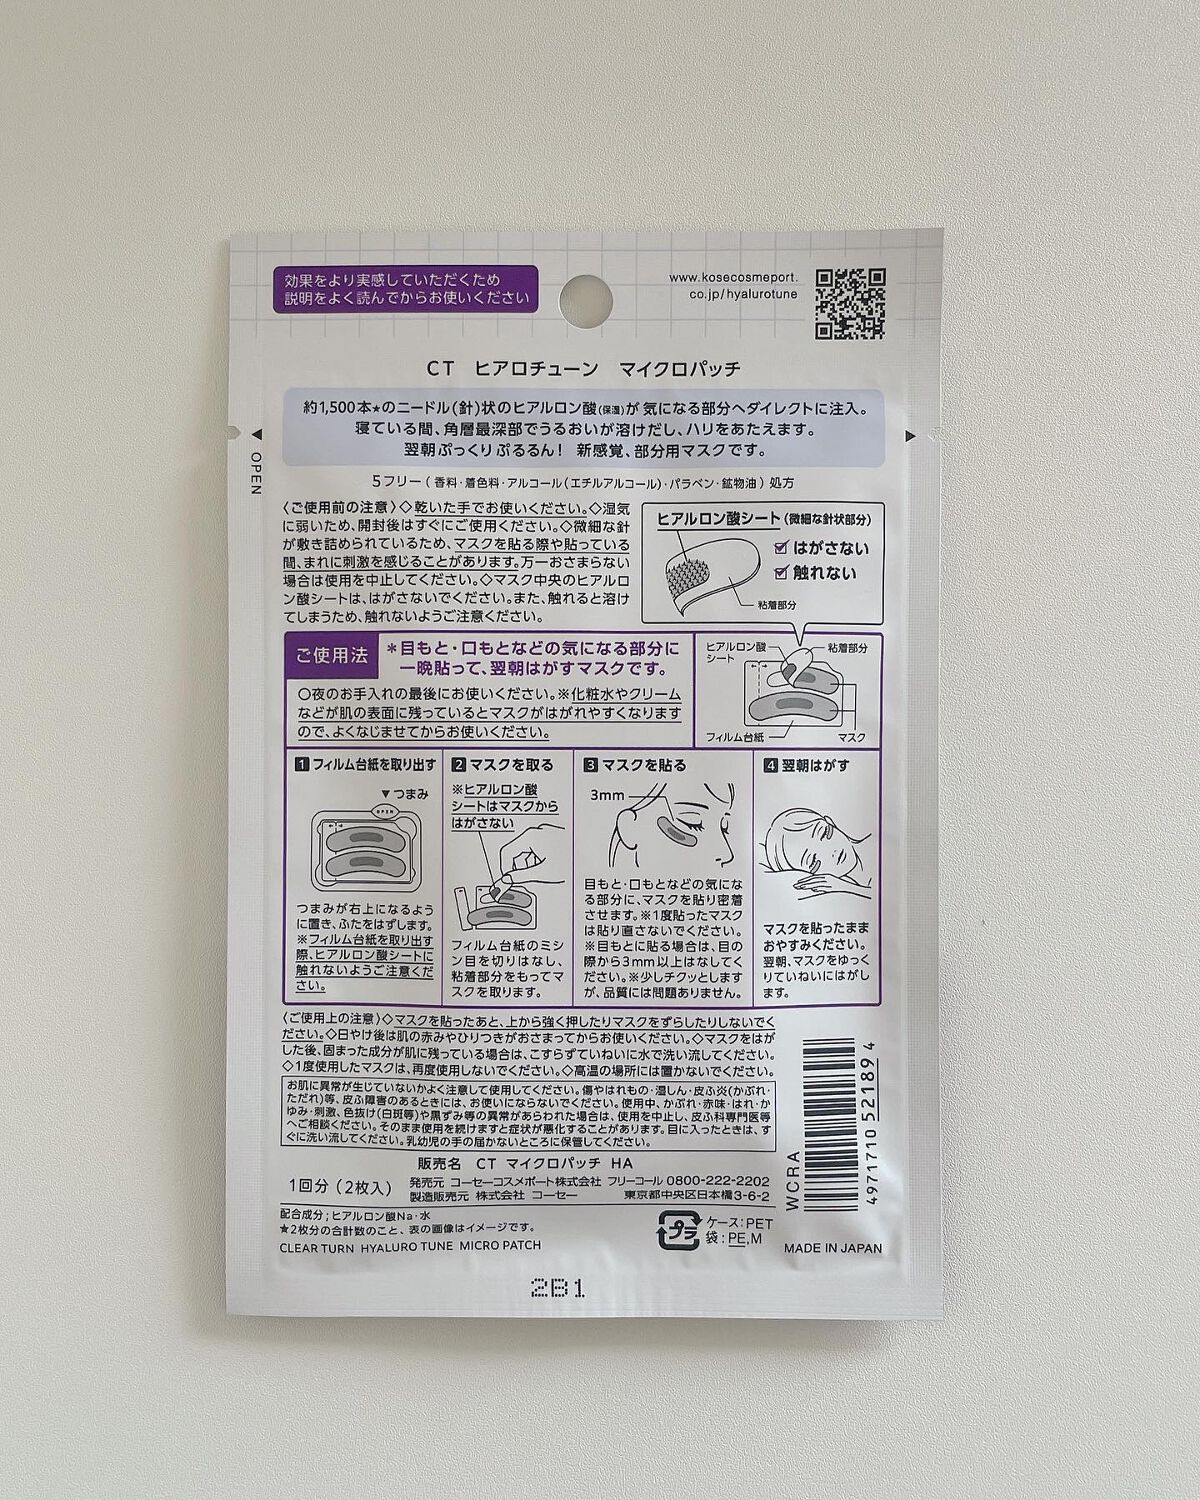 効果をより実感していただくため
説明をよく読んでからお使いください
www.kosecosmeport.
co.jp/hyalurotune
CT ヒアロチューン マイクロパッチ
約1,500本★のニードル(針)状のヒアルロン酸(保湿)が気になる部分へダイレクトに注入。
寝ている間、角層最深部でうるおいが溶けだし、ハリをあたえます。
翌朝ぷっくりぷるるん! 新感覚、部分用マスクです。
◀ OPEN
▶
5フリー(香料・着色料・アルコール(エチルアルコール)・パラベン・鉱物油)処方
〈ご使用前の注意〉◇乾いた手でお使いください。◇湿気
に弱いため、開封後はすぐにご使用ください。◇微細な針
が敷き詰められているため、マスクを貼る際や貼っている
間、まれに刺激を感じることがあります。万一おさまらない
場合は使用を中止してください。◇マスク中央のヒアルロ
ン酸シートは、はがさないでください。また、触れると溶け
てしまうため、触れないようご注意ください。
ヒアルロン酸シート(微細な針状部分)
はがさない
触れない
粘着部分
ご使用法
＊目もと・口もとなどの気になる部分に
一晩貼って、翌朝はがすマスクです。
○夜のお手入れの最後にお使いください。※化粧水やクリーム
などが肌の表面に残っているとマスクがはがれやすくなります
ので、よくなじませてからお使いください。
ヒアルロン酸
シート
粘着部分
フィルム台紙
マスク
1 フィルム台紙を取り出す
▼つまみ
OPEN
つまみが右上になるよう
に置き、ふたをはずします。
※フィルム台紙を取り出す
際、ヒアルロン酸シートに
触れないようご注意くだ
さい。
2 マスクを取る
※ヒアルロン酸
シートはマスクから
はがさない
フィルム台紙のミシ
ン目を切りはなし、
粘着部分をもってマ
スクを取ります。
3 マスクを貼る
3mm
目もと・口もとなどの気にな
る部分に、マスクを貼り密着
させます。※1度貼ったマスク
は貼り直さないでください。
※目もとに貼る場合は、目の
際から3mm以上はなしてく
ださい。※少しチクッとします
が、品質には問題ありません。
4 翌朝はがす
マスクを貼ったまま
おやすみください。
翌朝、マスクをゆっく
りていねいにはがし
ます。
〈ご使用上の注意〉◇マスクを貼ったあと、上から強く押したりマスクをずらしたりしないでく
ださい。◇日やけ後は肌の赤みやひりつきがおさまってからお使いください。◇マスクをはが
した後、固まった成分が肌に残っている場合は、こすらずていねいに水で洗い流してください。
◇1度使用したマスクは、再度使用しないでください。◇高温の場所には置かないでください。
お肌に異常が生じていないかよく注意して使用してください。傷やはれもの・湿しん・皮ふ炎(かぶれ・
ただれ)等、皮ふ障害のあるときには、お使いにならないでください。使用中、かぶれ・赤味・はれ・か
ゆみ・刺激、色抜け(白斑等)や黒ずみ等の異常があらわれた場合は、使用を中止し、皮ふ科専門医等
へご相談ください。そのまま使用を続けますと症状が悪化することがあります。目に入ったときは、す
ぐに洗い流してください。乳幼児の手の届かないところに保管してください。
販売名 CT マイクロパッチ HA
1回分(2枚入)
発売元 コーセーコスメポート株式会社 フリーコール 0800-222-2202
製造販売元 株式会社 コーセー 東京都中央区日本橋3-6-2
配合成分;ヒアルロン酸Na・水
★2枚分の合計数のこと、表の画像はイメージです。
CLEAR TURN HYALURO TUNE MICRO PATCH
プラ
ケース:PET
袋:PE,M
WCRA
4971710 521894
MADE IN JAPAN
2B1